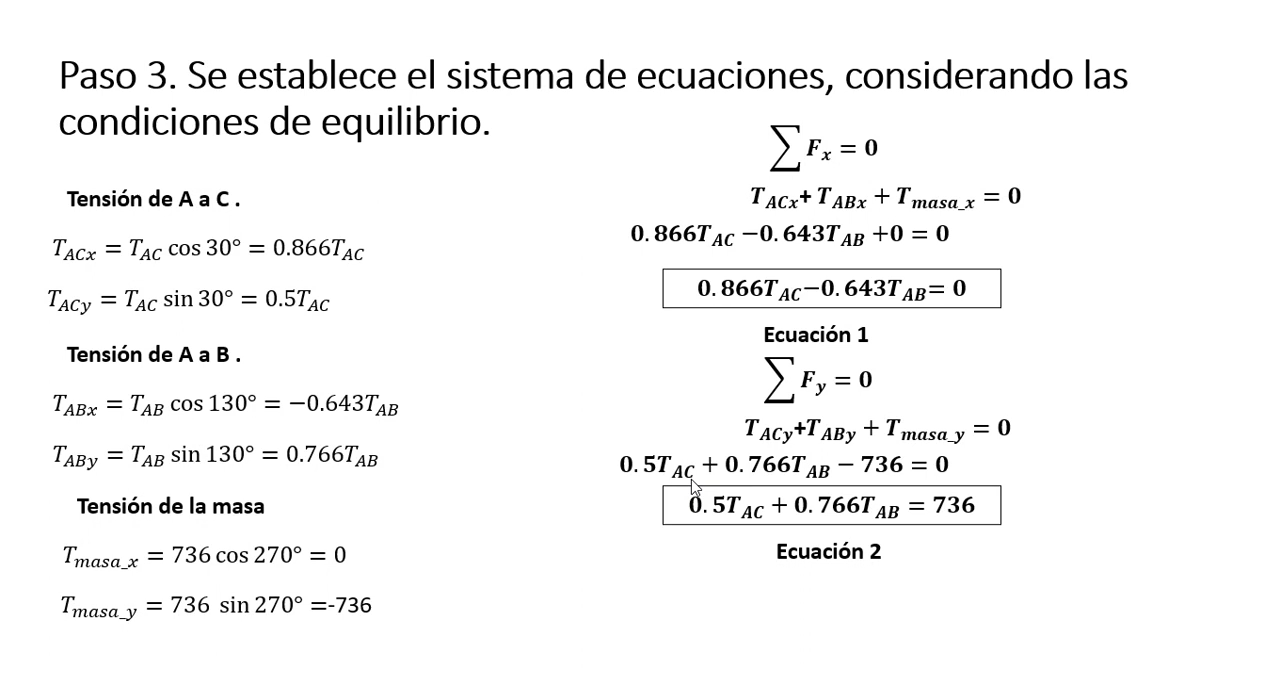 Paso 3. Se establece el sistema de ecuaciones, considerando las
condiciones de equilibrio.
Tensión de A a C .
T_ACx = T_AC cos 30° = 0.866T_AC
T_ACy = T_AC sin 30° = 0.5T_AC
Tensión de A a B .
T_ABx = T_AB cos 130° = −0.643T_AB
T_ABy = T_AB sin 130° = 0.766T_AB
Tensión de la masa
T_masa_x = 736 cos 270° = 0
T_masa_y = 736 sin 270° =-736
∑ F_x = 0
T_ACx+ T_ABx + T_masa_x = 0
0.866T_AC −0.643T_AB +0 = 0
0.866T_AC−0.643T_AB= 0
Ecuación 1
∑ F_y = 0
T_ACy+T_ABy + T_masa_y = 0
0.5T_AC + 0.766T_AB − 736 = 0
0.5T_AC + 0.766T_AB = 736
Ecuación 2